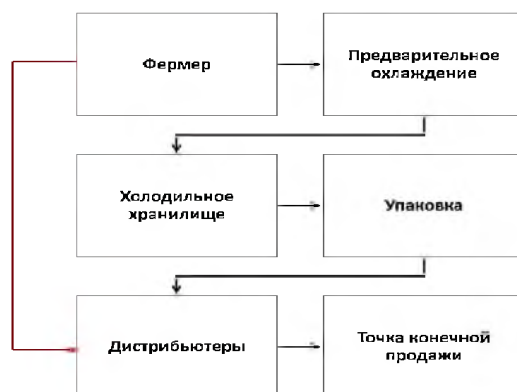 Фермер
Предварительное
охлаждение
Холодильное
хранилище
Упаковка
Дистрибьютеры
Точка конечной
продажи